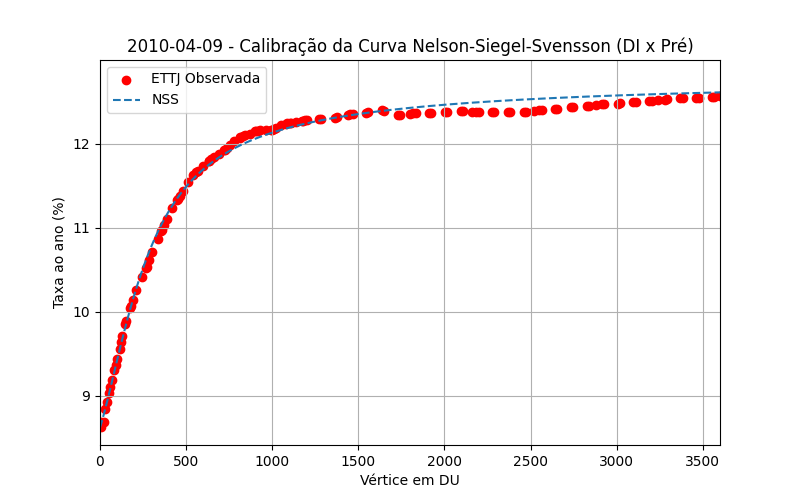 2010-04-09 - Calibração da Curva Nelson-Siegel-Svensson (DI x Pré)
ETTJ Observada
NSS
Taxa ao ano (%)
12
11
10
9
0 500 1000 1500 2000 2500 3000 3500
Vértice em DU